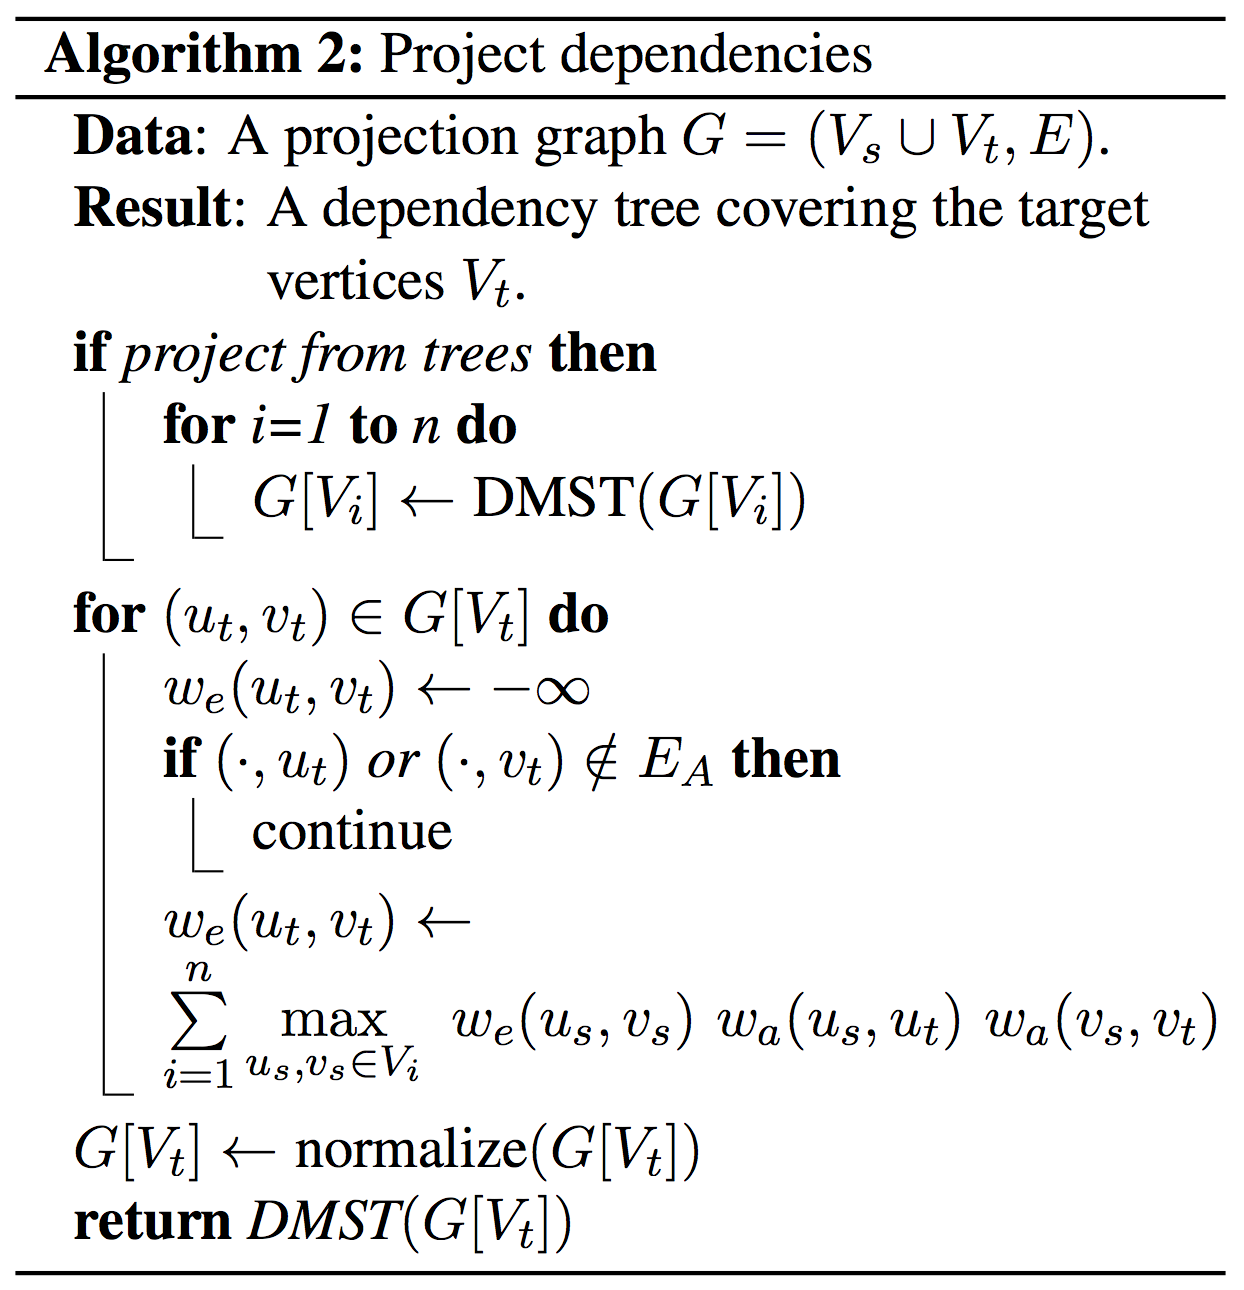 Algorithm 2: Project dependencies
Data: A projection graph G = (V_s ∪ V_t, E).
Result: A dependency tree covering the target
vertices V_t.
if project from trees then
for i=1 to n do
G[V_i] ← DMST(G[V_i])
for (u_t, v_t) ∈ G[V_t] do
w_e(u_t, v_t) ← −∞
if (·, u_t) or (·, v_t) ∉ E_A then
continue
w_e(u_t, v_t) ←
∑_{i=1}^{n} max_{u_s,v_s∈V_i} w_e(u_s, v_s) w_a(u_s, u_t) w_a(v_s, v_t)
G[V_t] ← normalize(G[V_t])
return DMST(G[V_t])